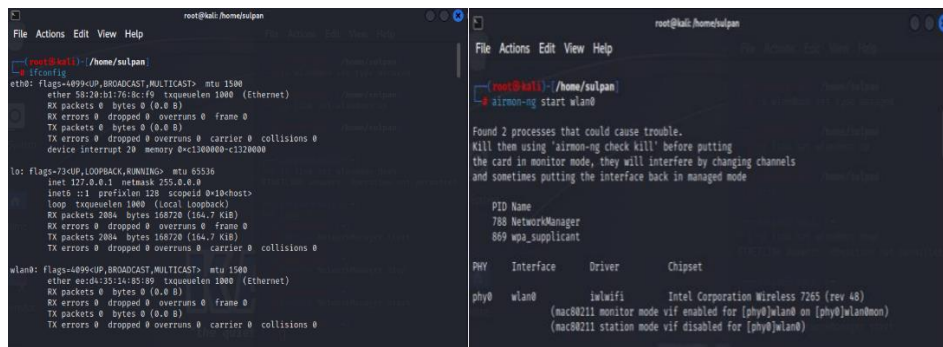 root@kali: /home/sulpan
File Actions Edit View Help
(root㉿kali)-[/home/sulpan]
# ifconfig
eth0: flags=4099<UP,BROADCAST,MULTICAST> mtu 1500
ether 58:20:b1:76:8c:f9 txqueuelen 1000 (Ethernet)
RX packets 0 bytes 0 (0.0 B)
RX errors 0 dropped 0 overruns 0 frame 0
TX packets 0 bytes 0 (0.0 B)
TX errors 0 dropped 0 overruns 0 carrier 0 collisions 0
device interrupt 20 memory 0xc1300000-c1320000
lo: flags=73<UP,LOOPBACK,RUNNING> mtu 65536
inet 127.0.0.1 netmask 255.0.0.0
inet6 ::1 prefixlen 128 scopeid 0×10<host>
loop txqueuelen 1000 (Local Loopback)
RX packets 2084 bytes 168720 (164.7 KiB)
RX errors 0 dropped 0 overruns 0 frame 0
TX packets 2084 bytes 168720 (164.7 KiB)
TX errors 0 dropped 0 overruns 0 carrier 0 collisions 0
wlan0: flags=4099<UP,BROADCAST,MULTICAST> mtu 1500
ether ee:d4:35:14:85:89 txqueuelen 1000 (Ethernet)
RX packets 0 bytes 0 (0.0 B)
RX errors 0 dropped 0 overruns 0 frame 0
TX packets 0 bytes 0 (0.0 B)
TX errors 0 dropped 0 overruns 0 carrier 0 collisions 0
root@kali: /home/sulpan
File Actions Edit View Help
(root㉿kali)-[/home/sulpan]
# airmon-ng start wlan0
Found 2 processes that could cause trouble.
Kill them using 'airmon-ng check kill' before putting
the card in monitor mode, they will interfere by changing channels
and sometimes putting the interface back in managed mode
PID Name
788 NetworkManager
869 wpa_supplicant
PHY Interface Driver Chipset
phy0 wlan0 iwlwifi Intel Corporation Wireless 7265 (rev 48)
(mac80211 monitor mode vif enabled for [phy0]wlan0 on [phy0]wlan0mon)
(mac80211 station mode vif disabled for [phy0]wlan0)